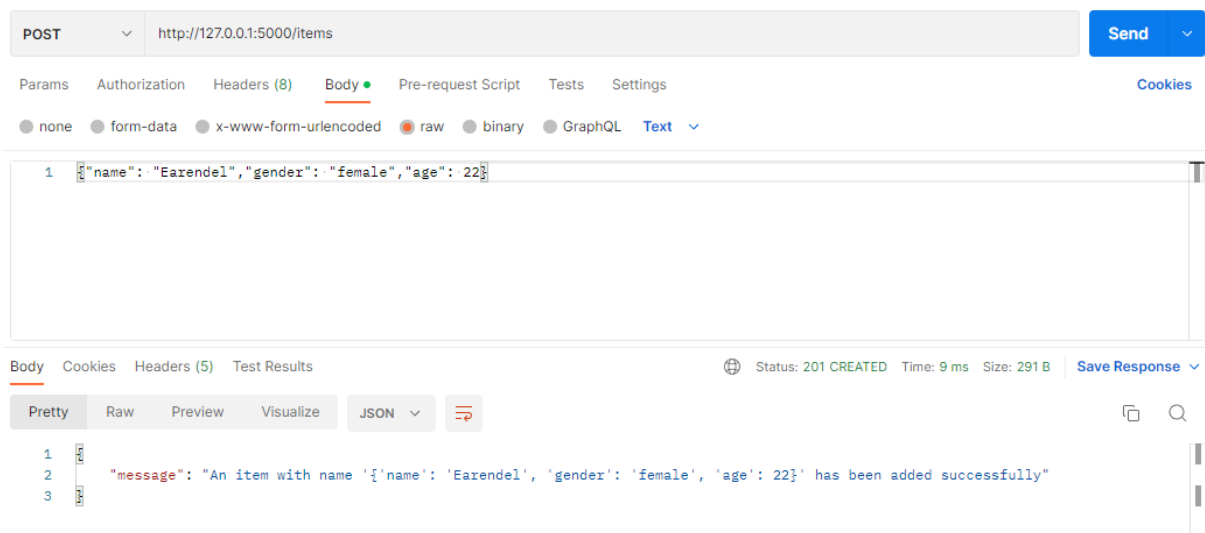 POST http://127.0.0.1:5000/items Send
Params Authorization Headers (8) Body Pre-request Script Tests Settings Cookies
none form-data x-www-form-urlencoded raw binary GraphQL Text
1 {"name": "Earendel","gender": "female","age": 22}
Body Cookies Headers (5) Test Results Status: 201 CREATED Time: 9 ms Size: 291 B Save Response
Pretty Raw Preview Visualize JSON
1 {
2 "message": "An item with name '{'name': 'Earendel', 'gender': 'female', 'age': 22}' has been added successfully"
3 }